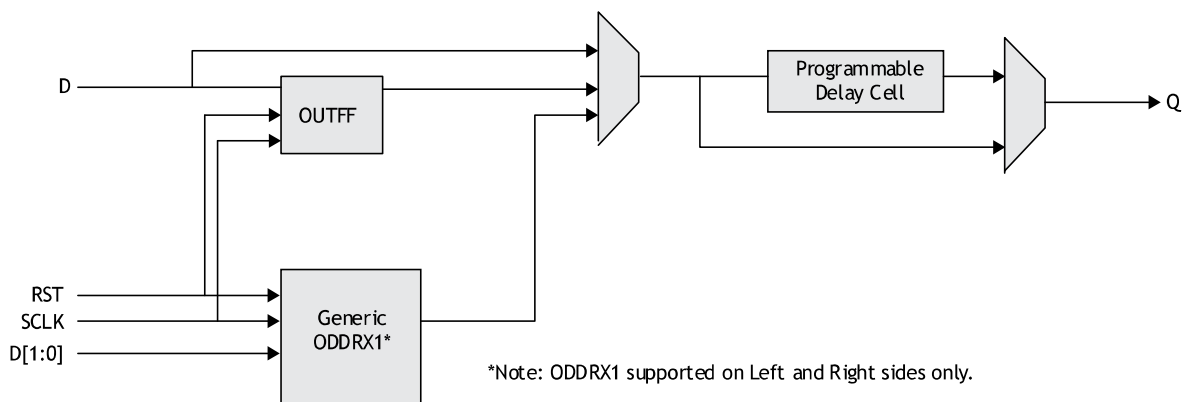 D
OUTFF
Programmable
Delay Cell
Q
RST
SCLK
D[1:0]
Generic
ODDRX1*
*Note: ODDRX1 supported on Left and Right sides only.